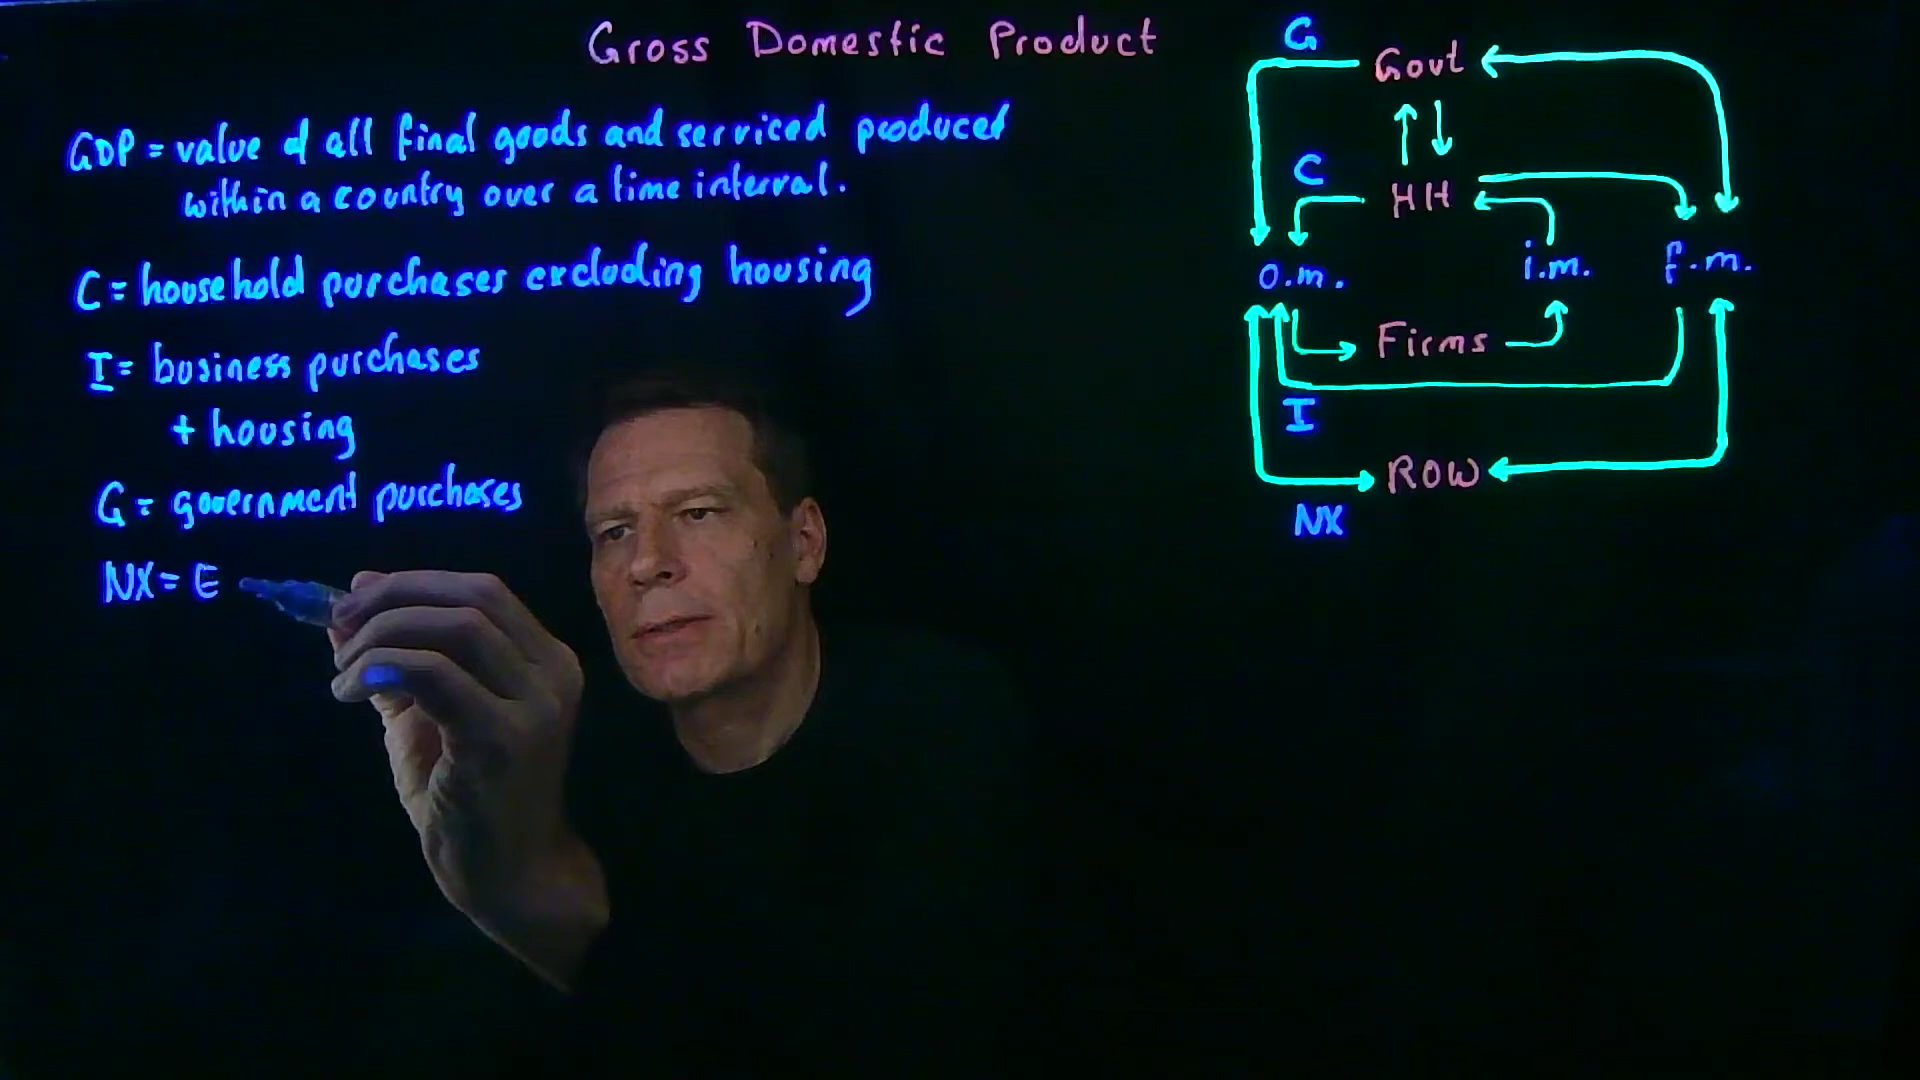 Gross Domestic Product
GDP = value of all final goods and serviced produced
within a country over a time interval.
C = household purchases excluding housing
I = business purchases
+ housing
G = government purchases
NX = E
G
Govt
C
HH
o.m.
i.m.
f.m.
Firms
I
ROW
NX